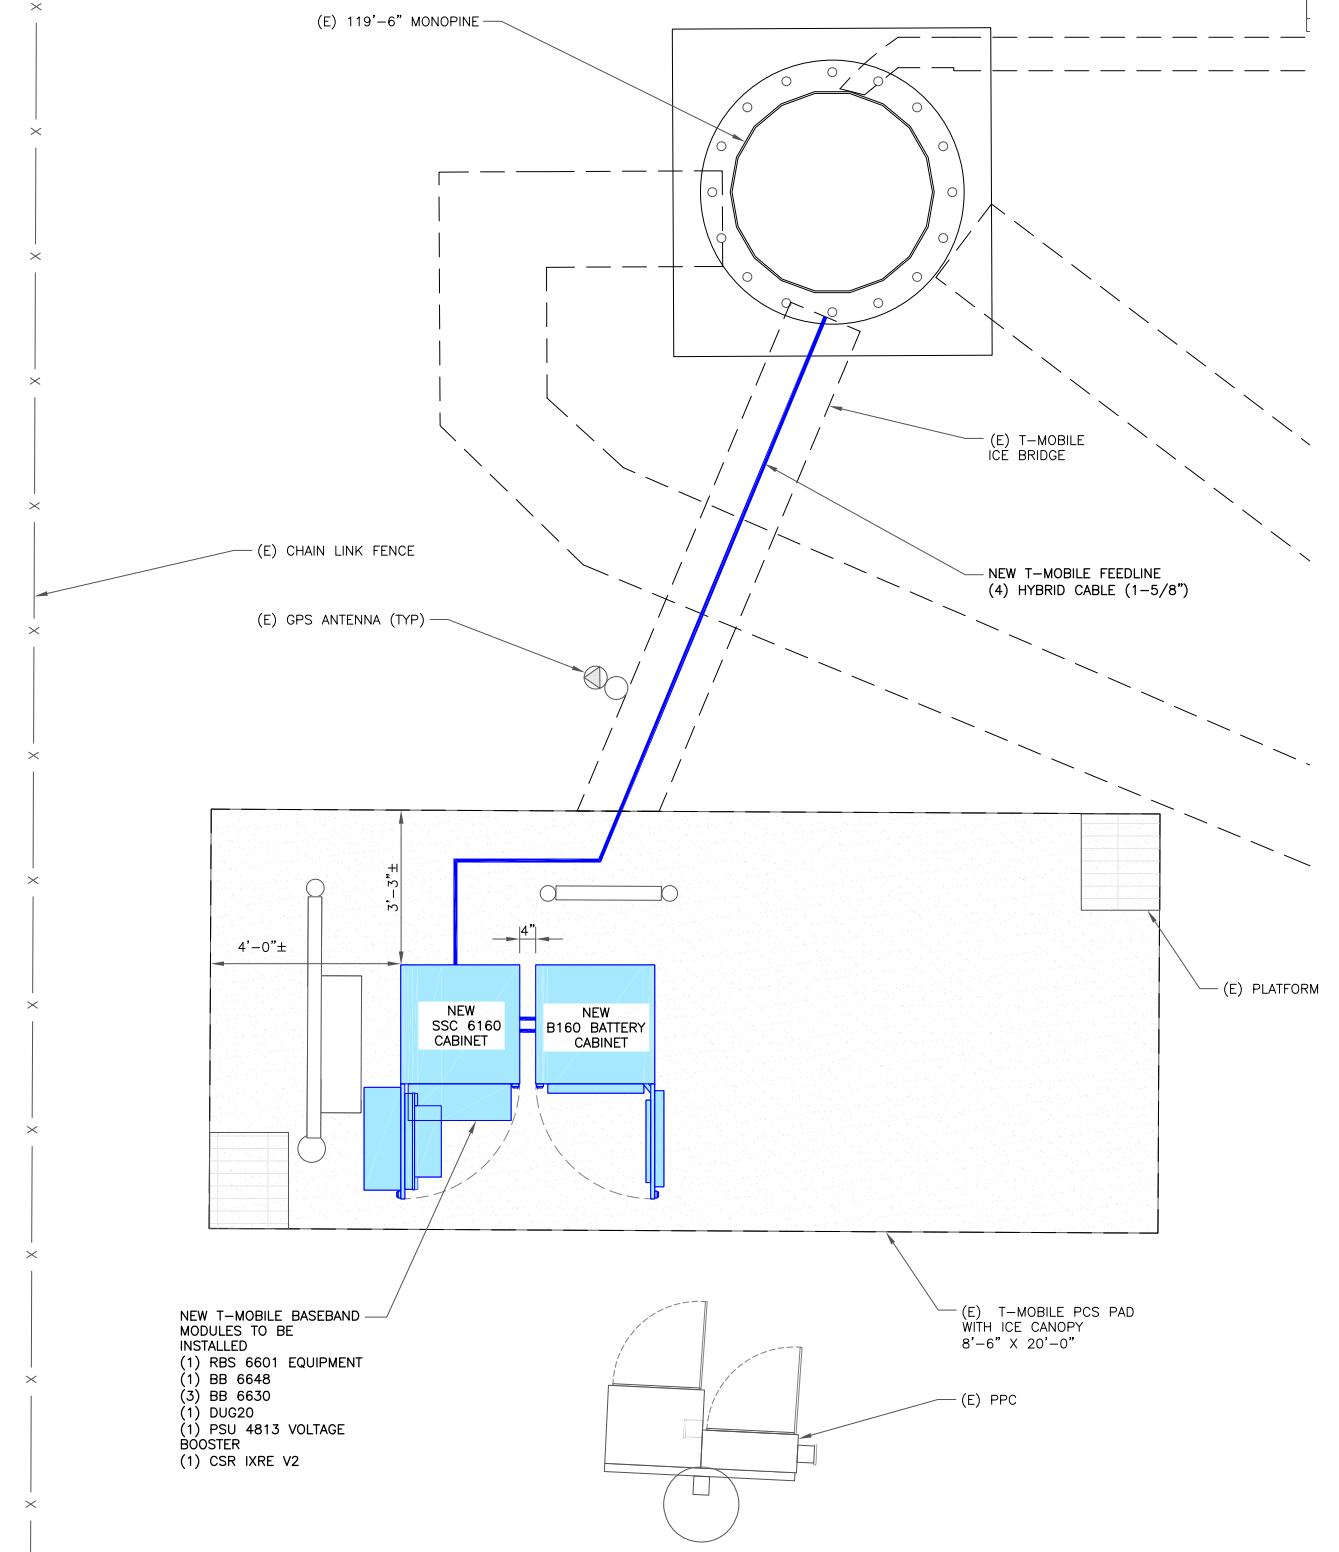 (E) 119'-6" MONOPINE
(E) T-MOBILE
ICE BRIDGE
(E) CHAIN LINK FENCE
NEW T-MOBILE FEEDLINE
(4) HYBRID CABLE (1-5/8")
(E) GPS ANTENNA (TYP)
3'-3"±
4'-0"±
4"
(E) PLATFORM
NEW
SSC 6160
CABINET
NEW
B160 BATTERY
CABINET
NEW T-MOBILE BASEBAND
MODULES TO BE
INSTALLED
(1) RBS 6601 EQUIPMENT
(1) BB 6648
(3) BB 6630
(1) DUG20
(1) PSU 4813 VOLTAGE
BOOSTER
(1) CSR IXRE V2
(E) T-MOBILE PCS PAD
WITH ICE CANOPY
8'-6" X 20'-0"
(E) PPC
X
X
X
X
X
X
X
X
X
X
X
X
X